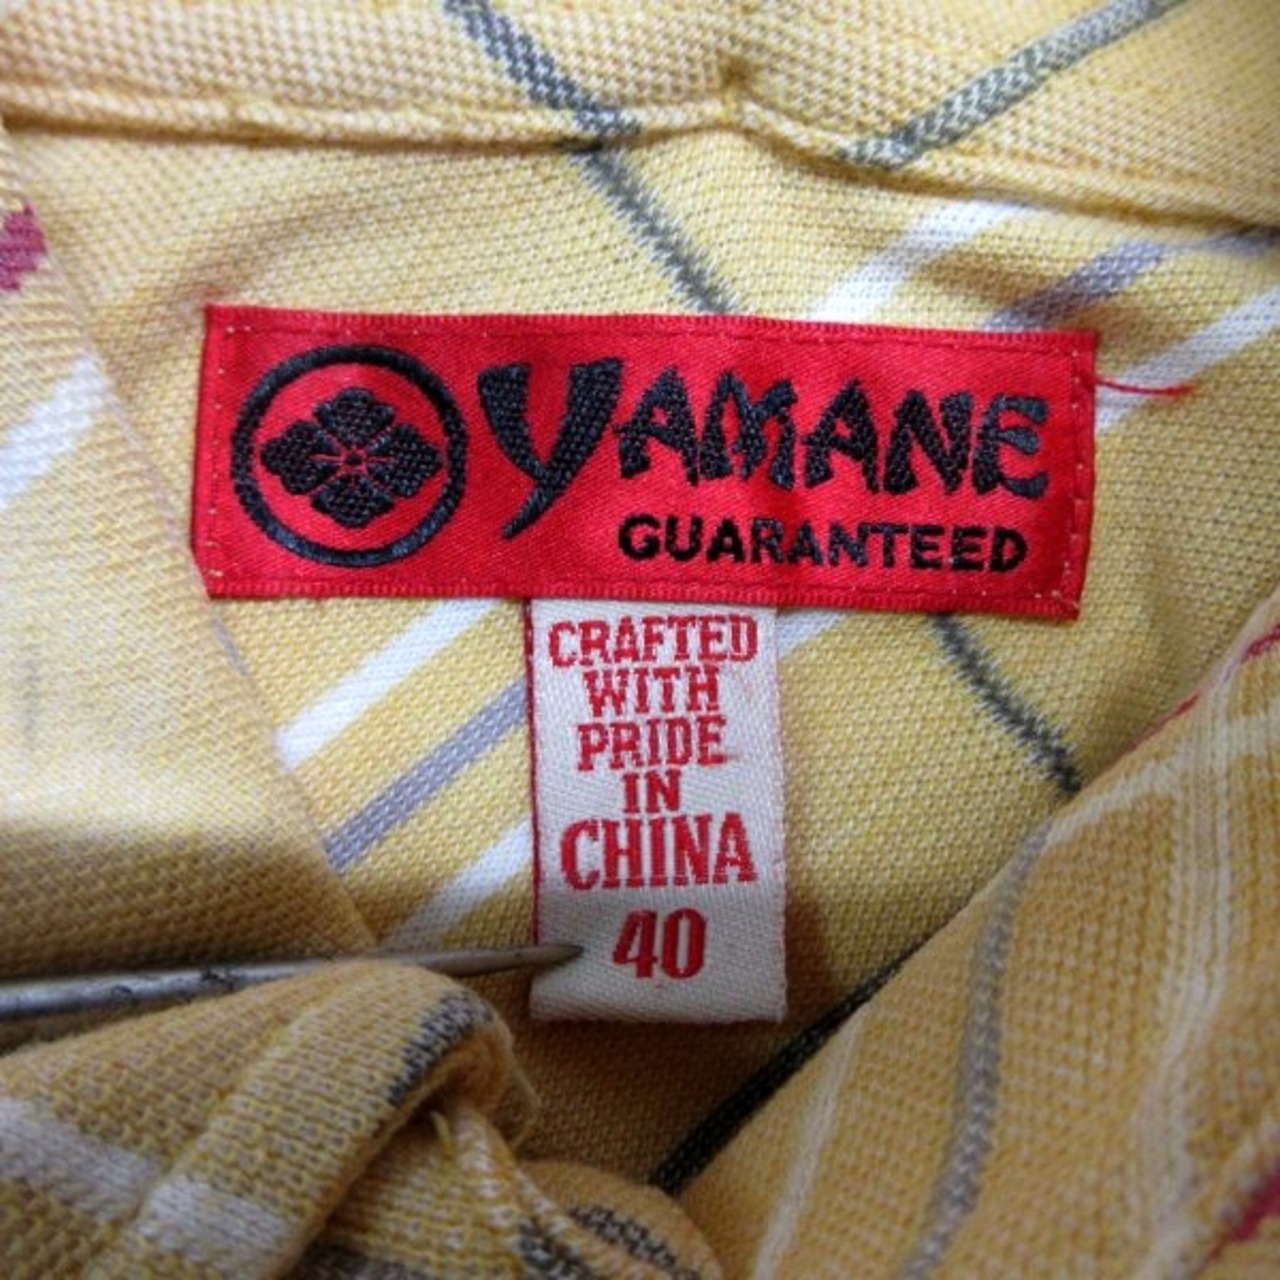 YAMANE
GUARANTEED
CRAFTED
WITH
PRIDE
IN
CHINA
40